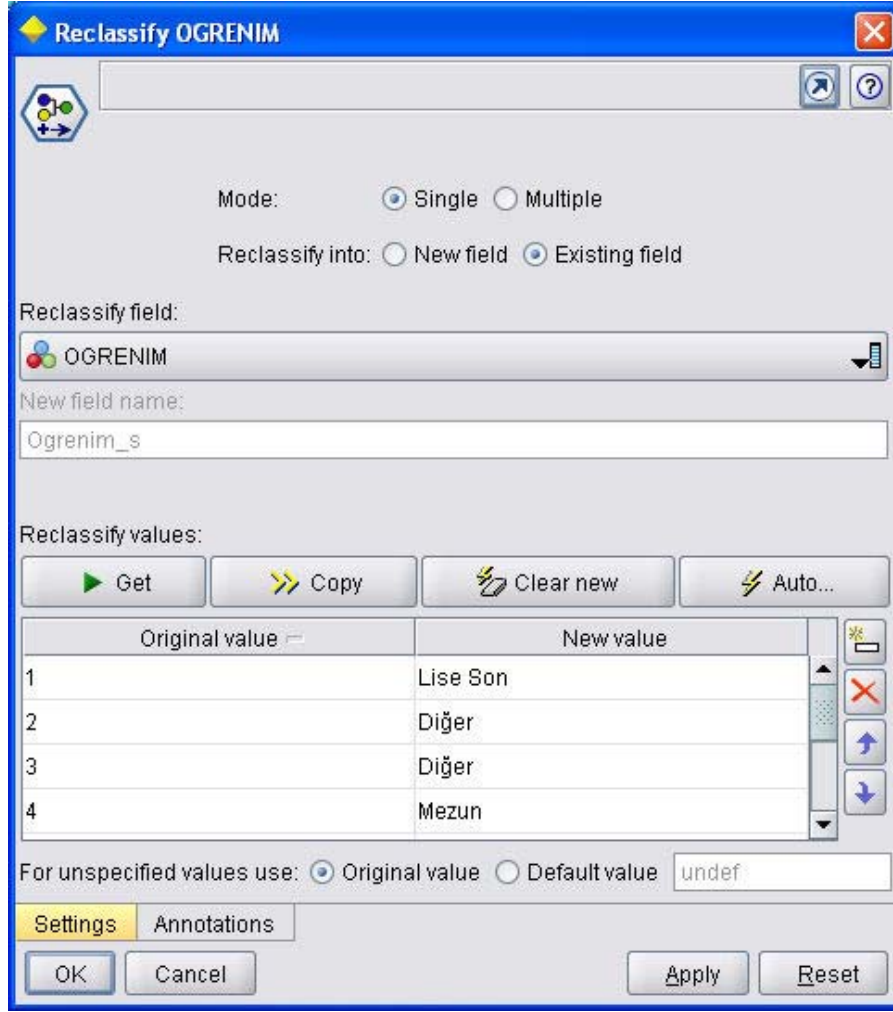 Reclassify OGRENIM
Mode: Single Multiple
Reclassify into: New field Existing field
Reclassify field:
OGRENIM
New field name:
Ogrenim_s
Reclassify values:
Get Copy Clear new Auto...
Original value New value
1 Lise Son
2 Diğer
3 Diğer
4 Mezun
For unspecified values use: Original value Default value undef
Settings Annotations
OK Cancel Apply Reset